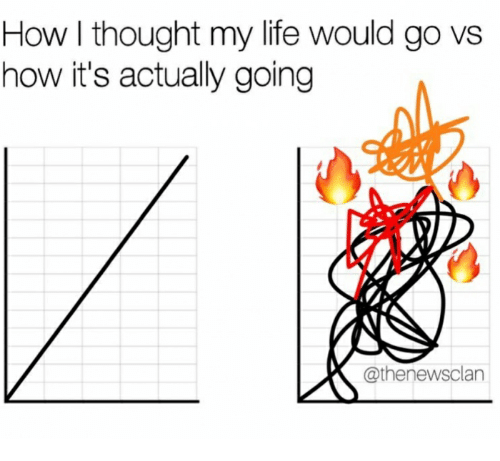 How I thought my life would go vs
how it's actually going
@thenewsclan